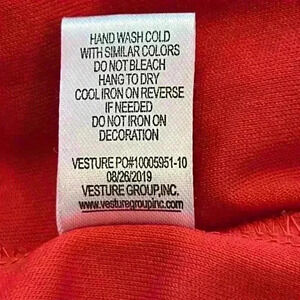 HAND WASH COLD
WITH SIMILAR COLORS
DO NOT BLEACH
HANG TO DRY
COOL IRON ON REVERSE
IF NEEDED
DO NOT IRON ON
DECORATION
VESTURE PO#10005951-10
08/26/2019
VESTURE GROUP,INC.
www.vesturegroupinc.com